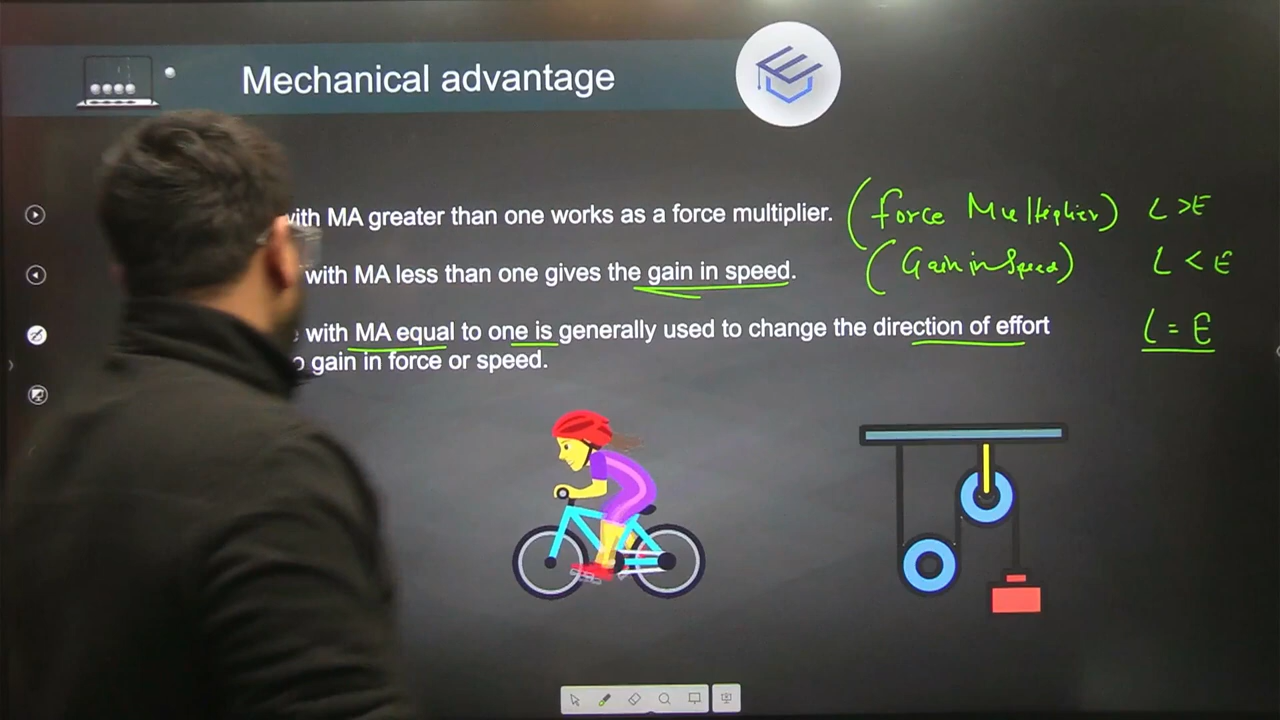 Mechanical advantage
with MA greater than one works as a force multiplier. (force Multiplier) L > E
with MA less than one gives the gain in speed. (Gain in Speed) L < E
with MA equal to one is generally used to change the direction of effort L = E
gain in force or speed.